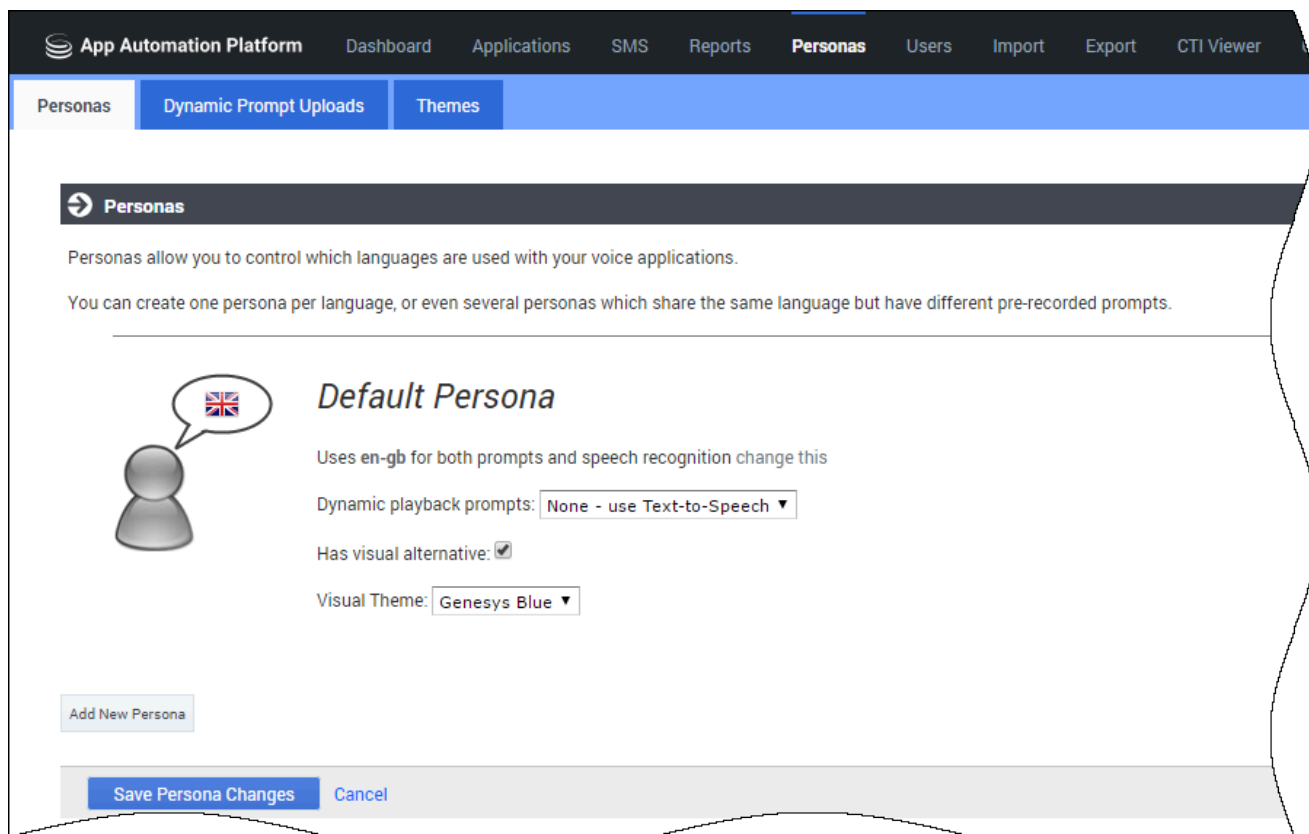 App Automation Platform Dashboard Applications SMS Reports Personas Users Import Export CTI Viewer
Personas Dynamic Prompt Uploads Themes
Personas
Personas allow you to control which languages are used with your voice applications.
You can create one persona per language, or even several personas which share the same language but have different pre-recorded prompts.
Default Persona
Uses en-gb for both prompts and speech recognition change this
Dynamic playback prompts: None - use Text-to-Speech
Has visual alternative:
Visual Theme: Genesys Blue
Add New Persona
Save Persona Changes Cancel